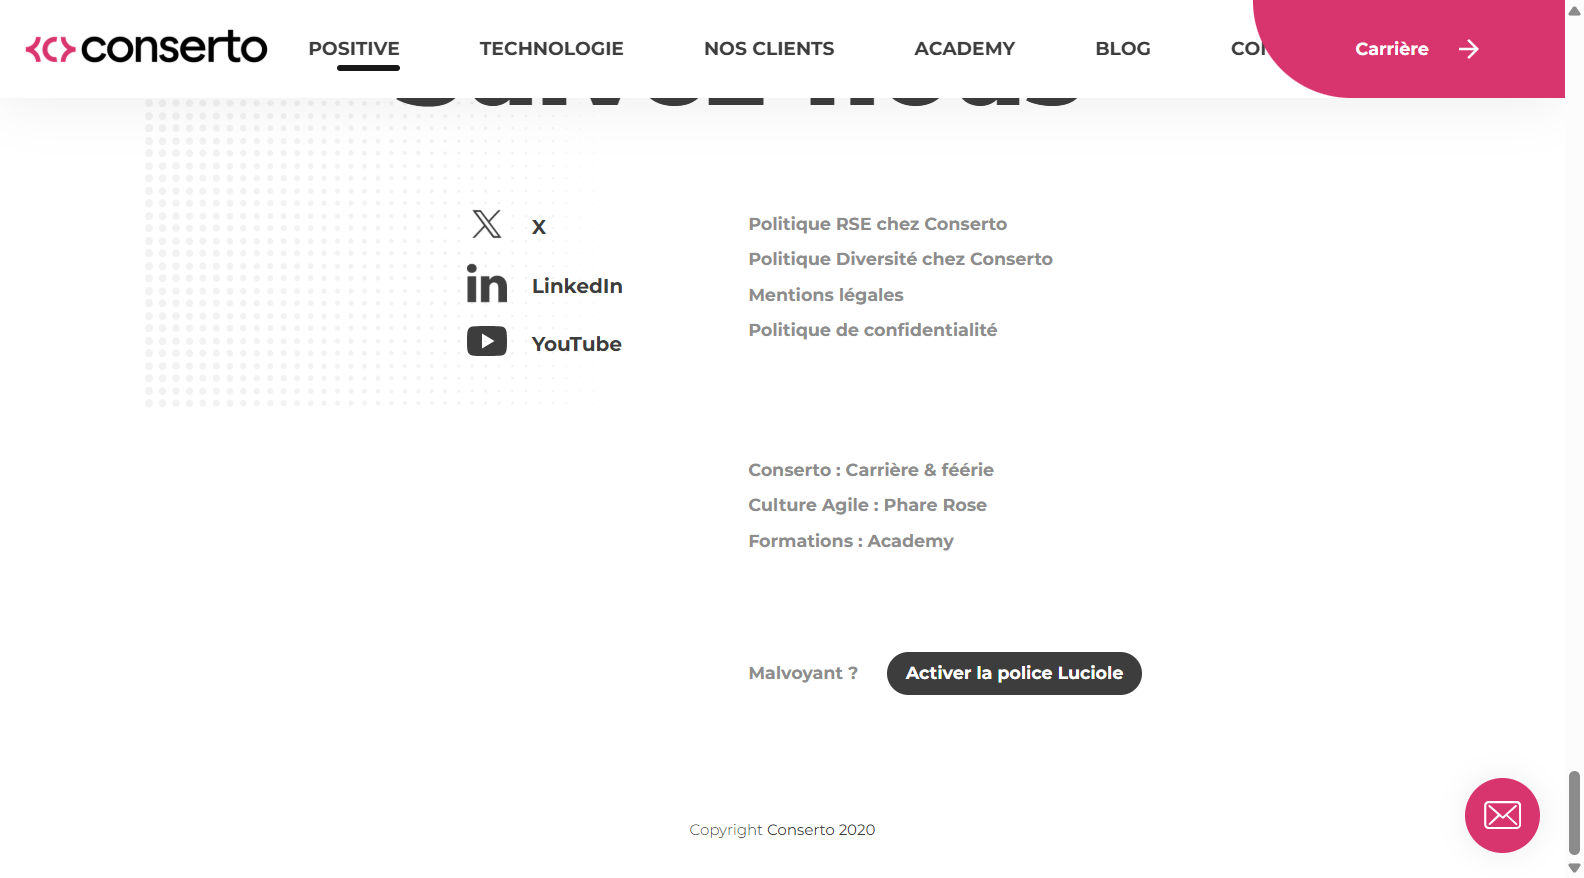 conserto
POSITIVE
TECHNOLOGIE
NOS CLIENTS
ACADEMY
BLOG
Carrière
X
LinkedIn
YouTube
Politique RSE chez Conserto
Politique Diversité chez Conserto
Mentions légales
Politique de confidentialité
Conserto : Carrière & féérie
Culture Agile : Phare Rose
Formations : Academy
Malvoyant ?
Activer la police Luciole
Copyright Conserto 2020